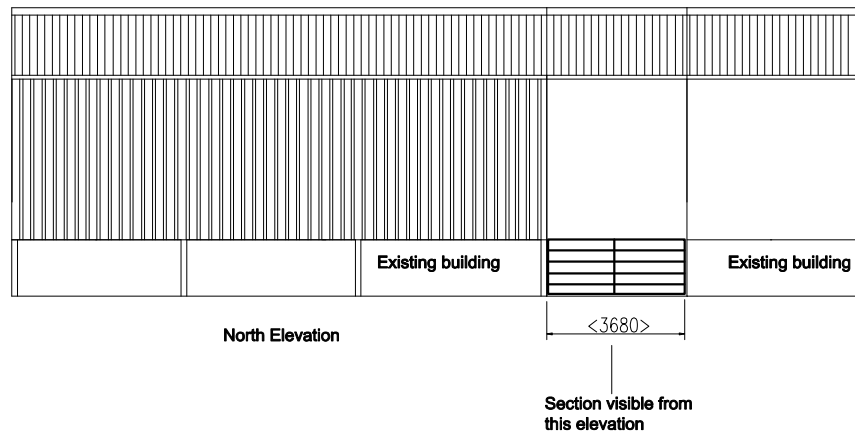 Existing building
Existing building
North Elevation
<3680>
Section visible from
this elevation